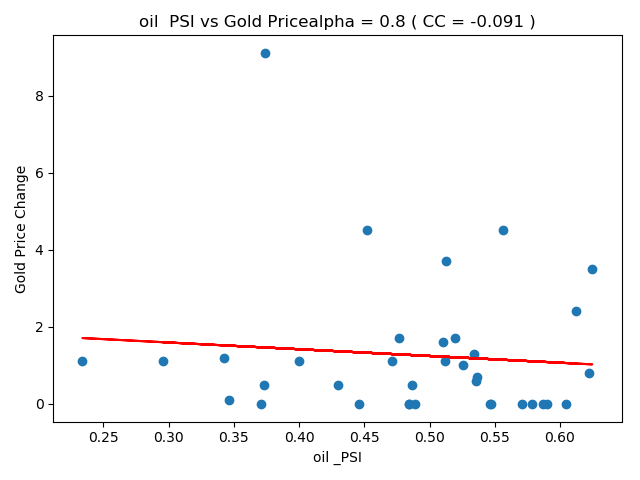 oil  PSI vs Gold Pricealpha = 0.8 ( CC = -0.091 )
Gold Price Change
8
6
4
2
0
0.25 0.30 0.35 0.40 0.45 0.50 0.55 0.60
oil _PSI